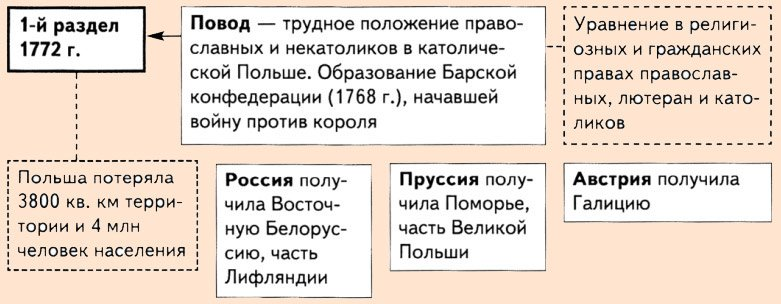 1-й раздел
1772 г.
Повод — трудное положение право-
славных и некатоликов в католиче-
ской Польше. Образование Барской
конфедерации (1768 г.), начавшей
войну против короля
Уравнение в религи-
озных и гражданских
правах православ-
ных, лютеран и като-
ликов
Польша потеряла
3800 кв. км терри-
тории и 4 млн
человек населения
Россия полу-
чила Восточ-
ную Белорус-
сию, часть
Лифляндии
Пруссия полу-
чила Поморье,
часть Великой
Польши
Австрия получила
Галицию